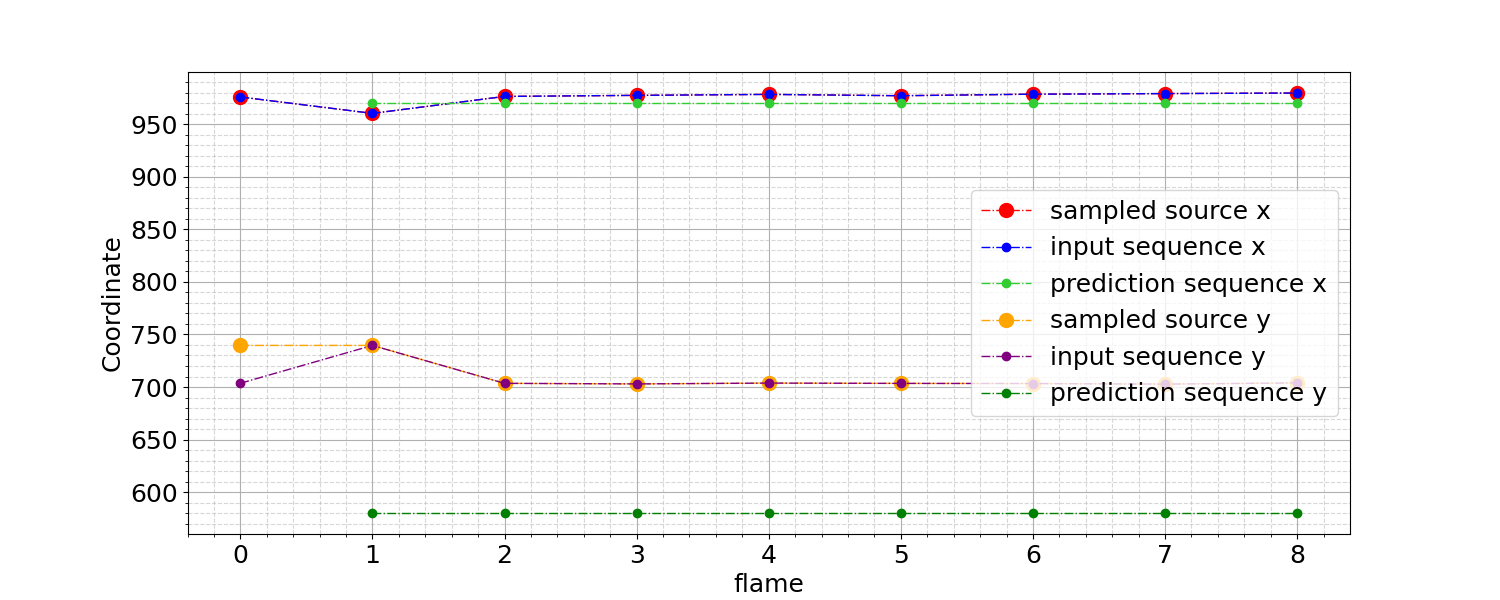 950
900
850
800
750
700
650
600
Coordinate
0 1 2 3 4 5 6 7 8
flame
sampled source x
input sequence x
prediction sequence x
sampled source y
input sequence y
prediction sequence y